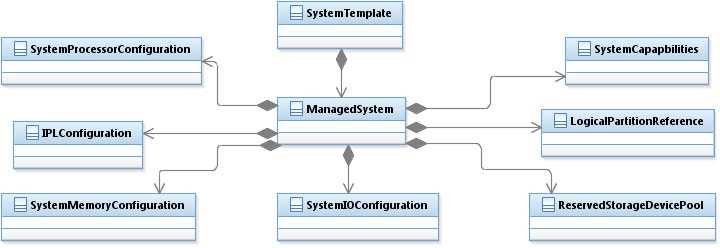 SystemTemplate
SystemProcessorConfiguration
SystemCapapbilities
ManagedSystem
IPLConfiguration
LogicalPartitionReference
SystemMemoryConfiguration
SystemIOConfiguration
ReservedStorageDevicePool